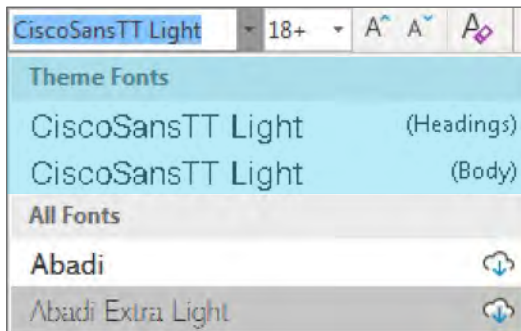 CiscoSansTT Light 18+ A A A
Theme Fonts
CiscoSansTT Light (Headings)
CiscoSansTT Light (Body)
All Fonts
Abadi
Abadi Extra Light